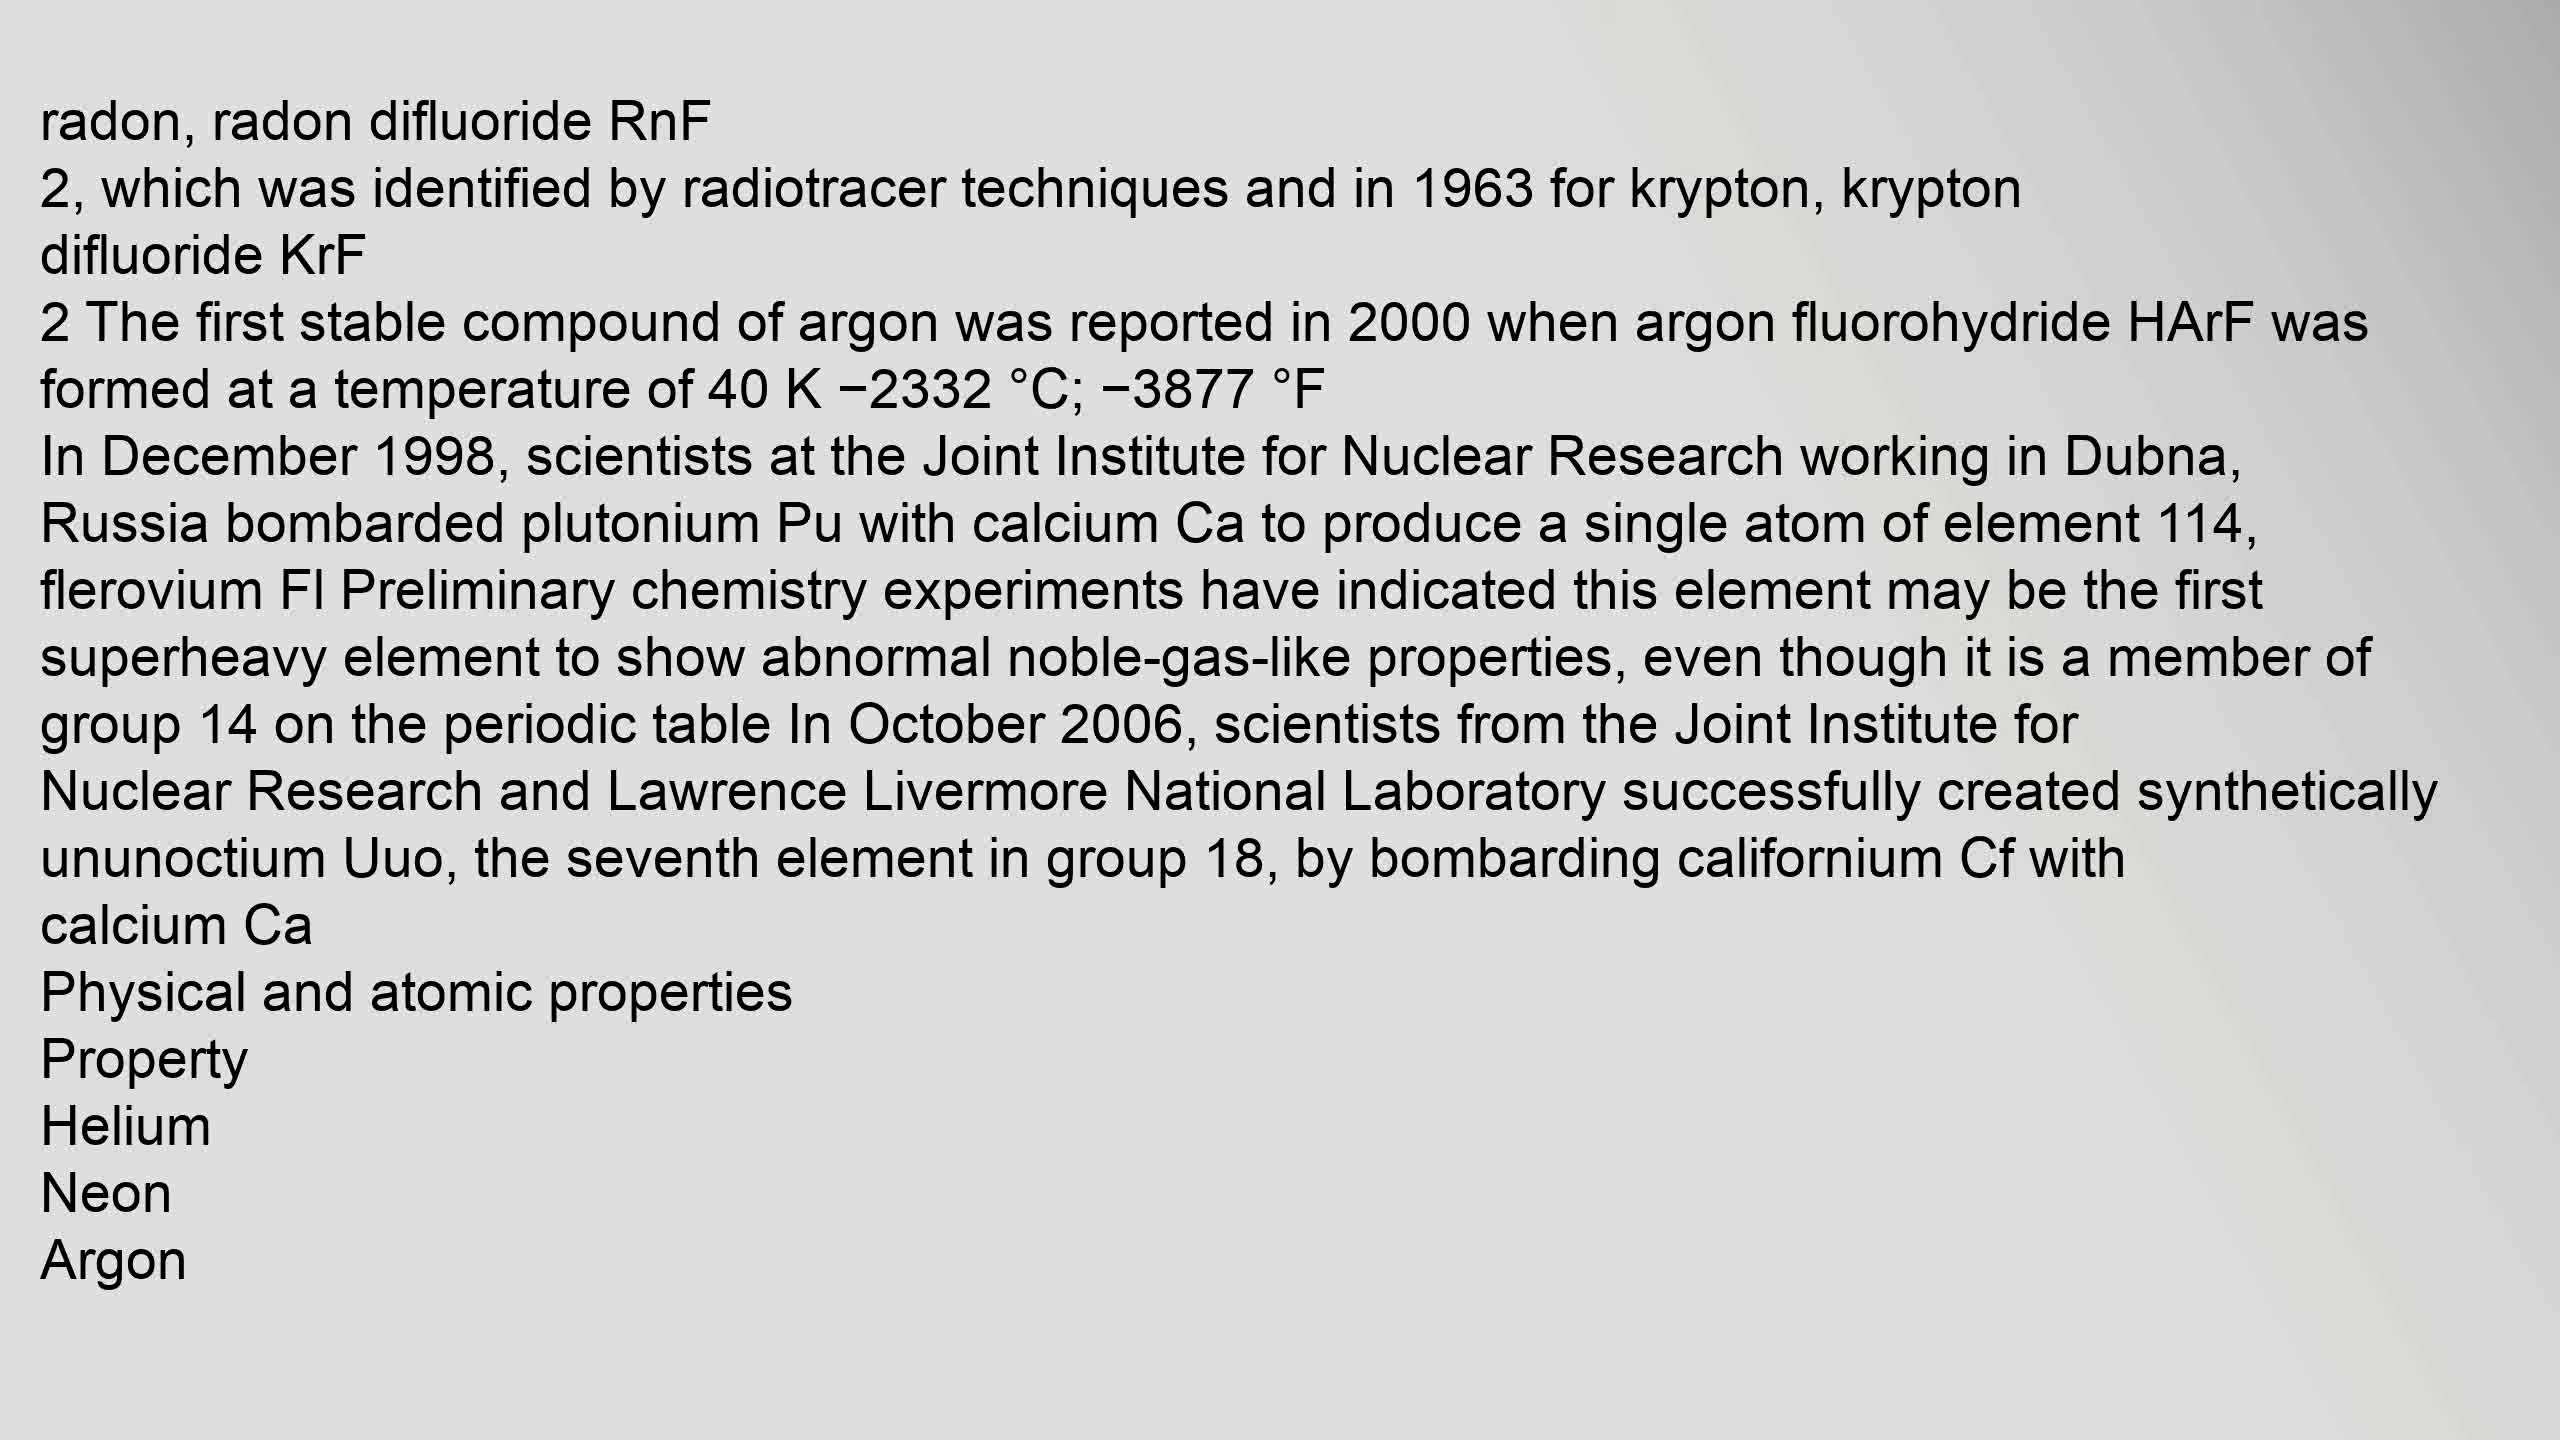 radon, radon difluoride RnF
2, which was identified by radiotracer techniques and in 1963 for krypton, krypton
difluoride KrF
2 The first stable compound of argon was reported in 2000 when argon fluorohydride HArF was
formed at a temperature of 40 K −2332 °C; −3877 °F
In December 1998, scientists at the Joint Institute for Nuclear Research working in Dubna,
Russia bombarded plutonium Pu with calcium Ca to produce a single atom of element 114,
flerovium Fl Preliminary chemistry experiments have indicated this element may be the first
superheavy element to show abnormal noble-gas-like properties, even though it is a member of
group 14 on the periodic table In October 2006, scientists from the Joint Institute for
Nuclear Research and Lawrence Livermore National Laboratory successfully created synthetically
ununoctium Uuo, the seventh element in group 18, by bombarding californium Cf with
calcium Ca
Physical and atomic properties
Property
Helium
Neon
Argon